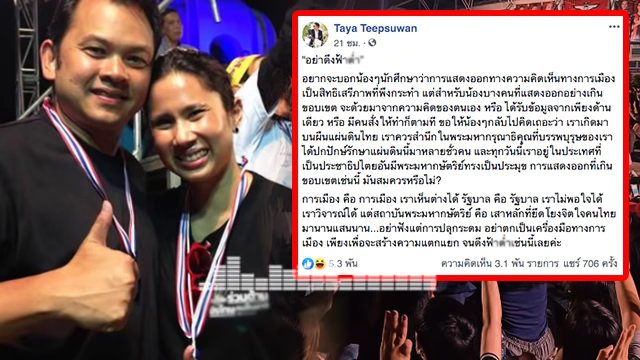 Taya Teepsuwan
21 ชม. ·
"อย่าดึงฟ้าต่ำ"
อยากจะบอกน้องๆนักศึกษาว่าการแสดงออกทางความคิดเห็นทางการเมือง
เป็นสิทธิเสรีภาพที่พึงกระทำ แต่สำหรับน้องบางคนที่แสดงออกอย่างเกิน
ขอบเขต จะด้วยมาจากความคิดของตนเอง หรือ ได้รับข้อมูลจากเพียงด้าน
เดียว หรือ มีคนสั่งให้ทำก็ตามที ขอให้น้องๆกลับไปคิดเถอะว่า เราเกิดมา
บนผืนแผ่นดินไทย เราควรสำนึกในพระมหากรุณาธิคุณที่บรรพบุรุษของเรา
ได้ปกปักษ์รักษาแผ่นดินนี้มาหลายชั่วคน และทุกวันนี้เราอยู่ในประเทศที่
เป็นประชาธิปไตยอันมีพระมหากษัตริย์ทรงเป็นประมุข การแสดงออกที่เกิน
ขอบเขตเช่นนี้ มันสมควรหรือไม่?
การเมือง คือ การเมือง เราเห็นต่างได้ รัฐบาล คือ รัฐบาล เราไม่พอใจได้
เราวิจารณ์ได้ แต่สถาบันพระมหากษัตริย์ คือ เสาหลักที่ยึดโยงจิตใจคนไทย
มานานแสนนาน...อย่าฟังแต่การปลุกระดม อย่าตกเป็นเครื่องมือทางการ
เมือง เพียงเพื่อจะสร้างความแตกแยก จนดึงฟ้าต่ำเช่นนี้เลยค่ะ
5.3 พัน ความคิดเห็น 3.1 พัน รายการ แชร์ 706 ครั้ง